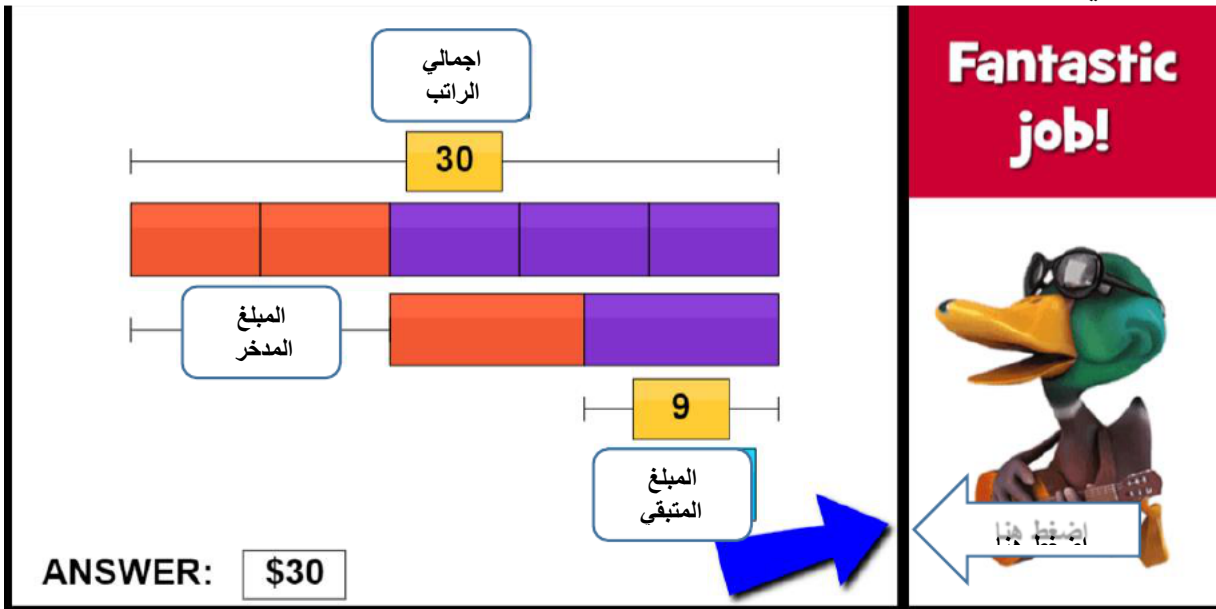 اجمالي
الراتب
30
المبلغ
المدخر
9
المبلغ
المتبقي
ANSWER: $30
Fantastic
job!
اضغط هنا